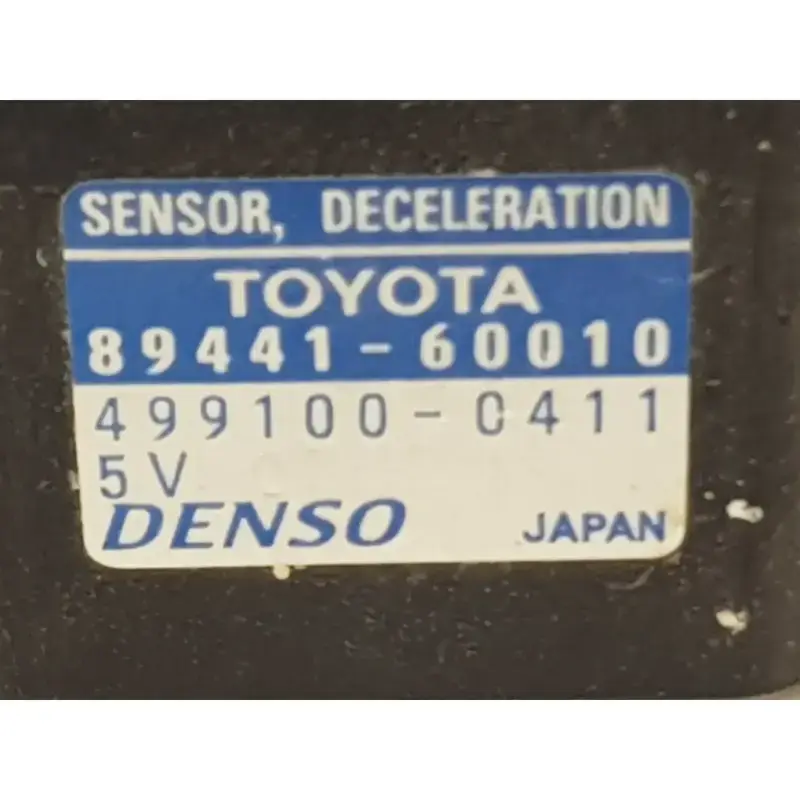 SENSOR, DECELERATION
TOYOTA
89441-60010
499100-0411
5V
DENSO JAPAN